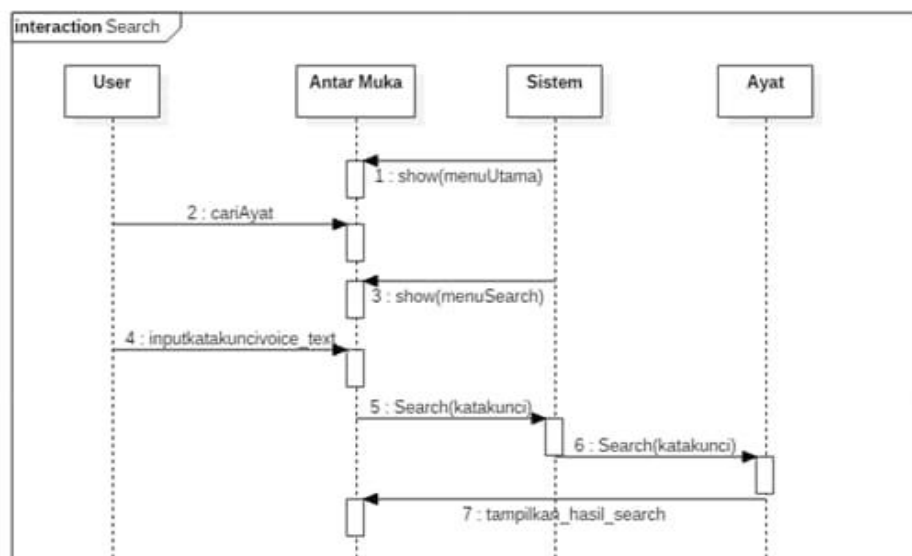 interaction Search
User
Antar Muka
Sistem
Ayat
1 : show(menuUtama)
2 : cariAyat
3 : show(menuSearch)
4 : inputkatakuncivoice_text
5 : Search(katakunci)
6 : Search(katakunci)
7 : tampilkan_hasil_search